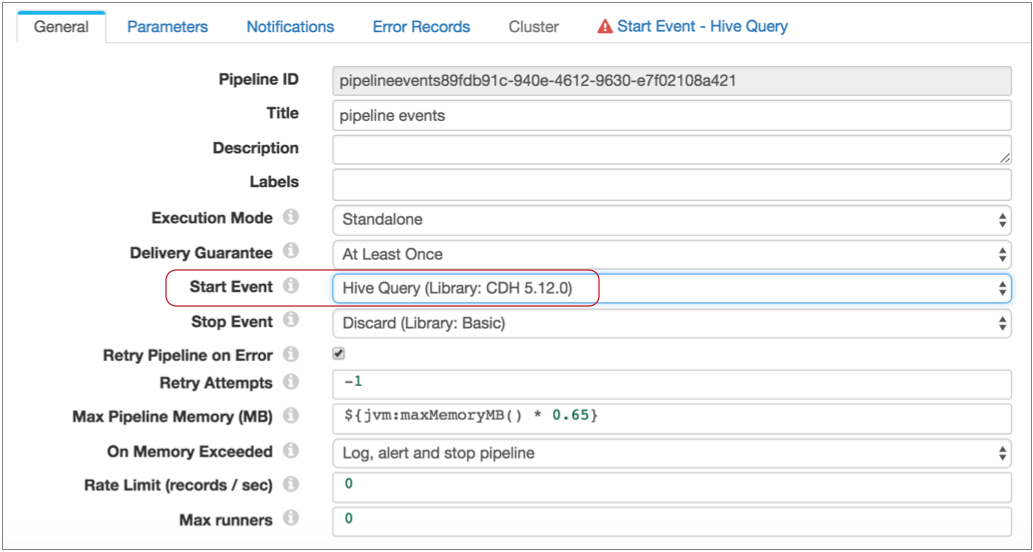 General Parameters Notifications Error Records Cluster Start Event - Hive Query
Pipeline ID pipelineevents89fdb91c-940e-4612-9630-e7f02108a421
Title pipeline events
Description
Labels
Execution Mode Standalone
Delivery Guarantee At Least Once
Start Event Hive Query (Library: CDH 5.12.0)
Stop Event Discard (Library: Basic)
Retry Pipeline on Error
Retry Attempts -1
Max Pipeline Memory (MB) ${jvm:maxMemoryMB() * 0.65}
On Memory Exceeded Log, alert and stop pipeline
Rate Limit (records / sec) 0
Max runners 0